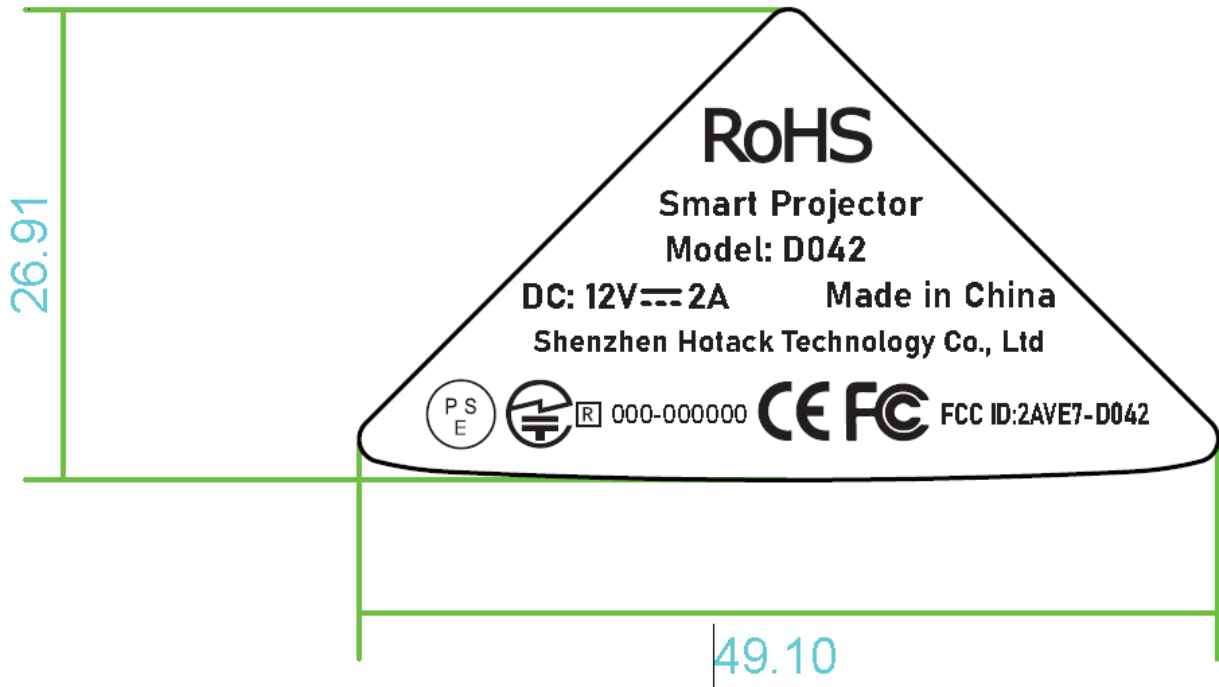 26.91
RoHS
Smart Projector
Model: D042
DC: 12V⎓2A Made in China
Shenzhen Hotack Technology Co., Ltd
PS
E
R 000-000000 CE FC FCC ID:2AVE7-D042
49.10